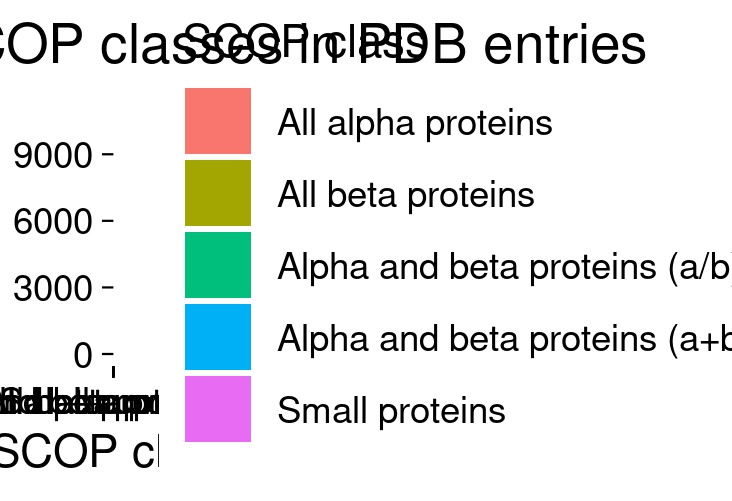 COP classes in PDB entries
SCOP class
All alpha proteins
9000
All beta proteins
6000
Alpha and beta proteins (a/b)
3000
Alpha and beta proteins (a+b
0
Small proteins
SCOP cl